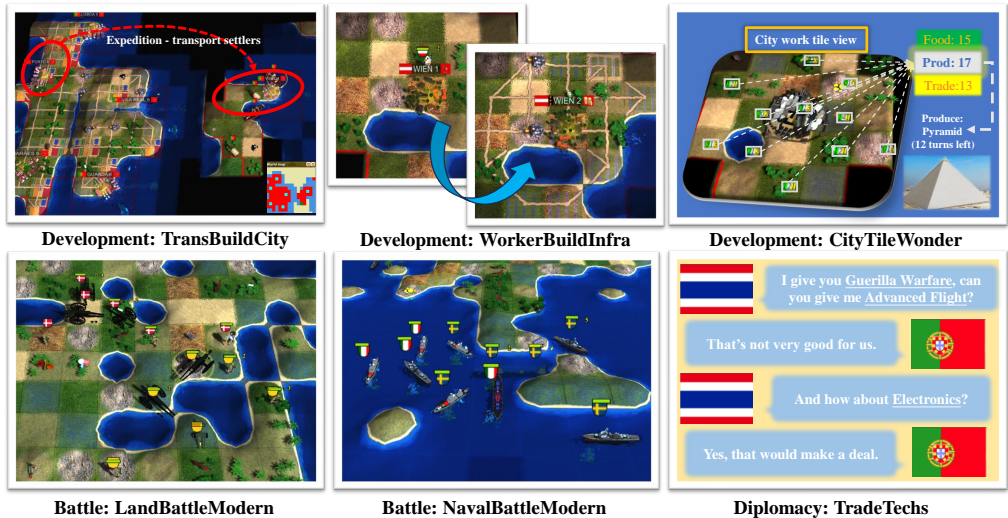 Expedition - transport settlers
WIEN 1
WIEN 2
City work tile view
Food: 15
Prod: 17
Trade:13
Produce:
Pyramid
(12 turns left)
Development: TransBuildCity
Development: WorkerBuildInfra
Development: CityTileWonder
I give you Guerilla Warfare, can
you give me Advanced Flight?
That's not very good for us.
And how about Electronics?
Yes, that would make a deal.
Battle: LandBattleModern
Battle: NavalBattleModern
Diplomacy: TradeTechs